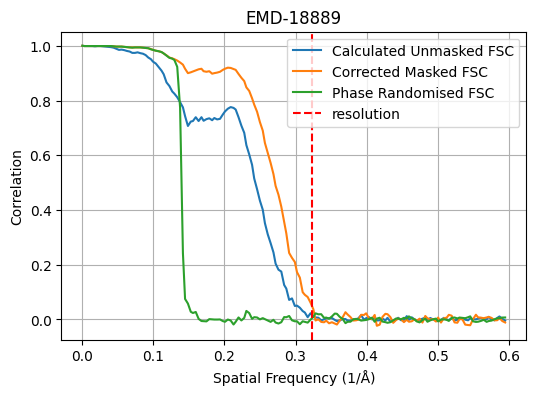 EMD-18889
Correlation
1.0
0.8
0.6
0.4
0.2
0.0
Calculated Unmasked FSC
Corrected Masked FSC
Phase Randomised FSC
resolution
0.0 0.1 0.2 0.3 0.4 0.5 0.6
Spatial Frequency (1/Å)